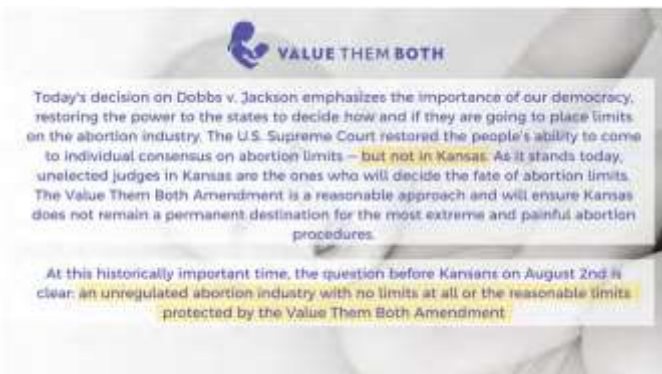 VALUE THEM BOTH
Today's decision on Dobbs v. Jackson emphasizes the importance of our democracy,
restoring the power to the states to decide how and if they are going to place limits
on the abortion industry. The U.S. Supreme Court restored the people's ability to come
to individual consensus on abortion limits – but not in Kansas. As it stands today,
unelected judges in Kansas are the ones who will decide the fate of abortion limits.
The Value Them Both Amendment is a reasonable approach and will ensure Kansas
does not remain a permanent destination for the most extreme and painful abortion
procedures.
At this historically important time, the question before Kansans on August 2nd is
clear: an unregulated abortion industry with no limits at all or the reasonable limits
protected by the Value Them Both Amendment